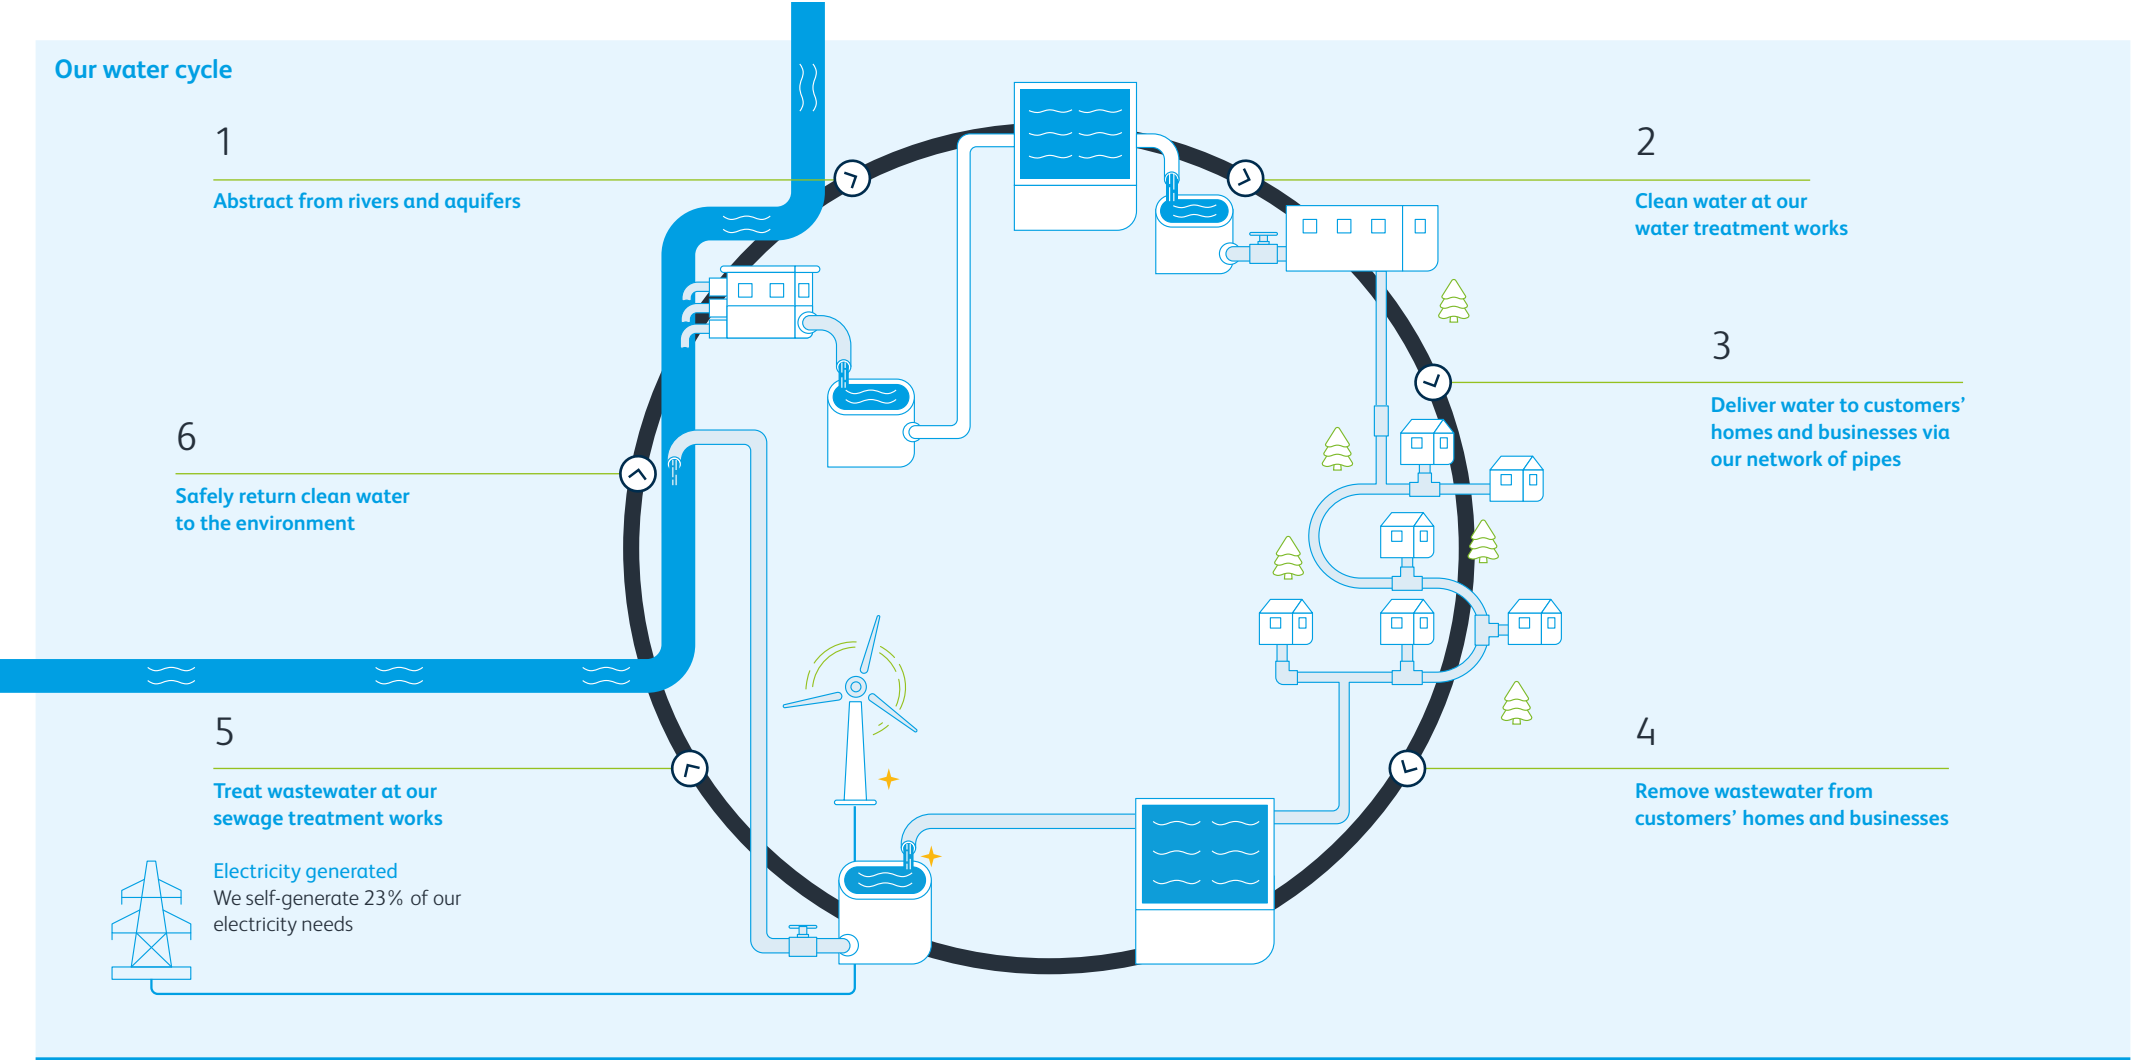 Our water cycle
1
Abstract from rivers and aquifers
2
Clean water at our
water treatment works
3
Deliver water to customers’
homes and businesses via
our network of pipes
4
Remove wastewater from
customers’ homes and businesses
5
Treat wastewater at our
sewage treatment works
Electricity generated
We self-generate 23% of our
electricity needs
6
Safely return clean water
to the environment